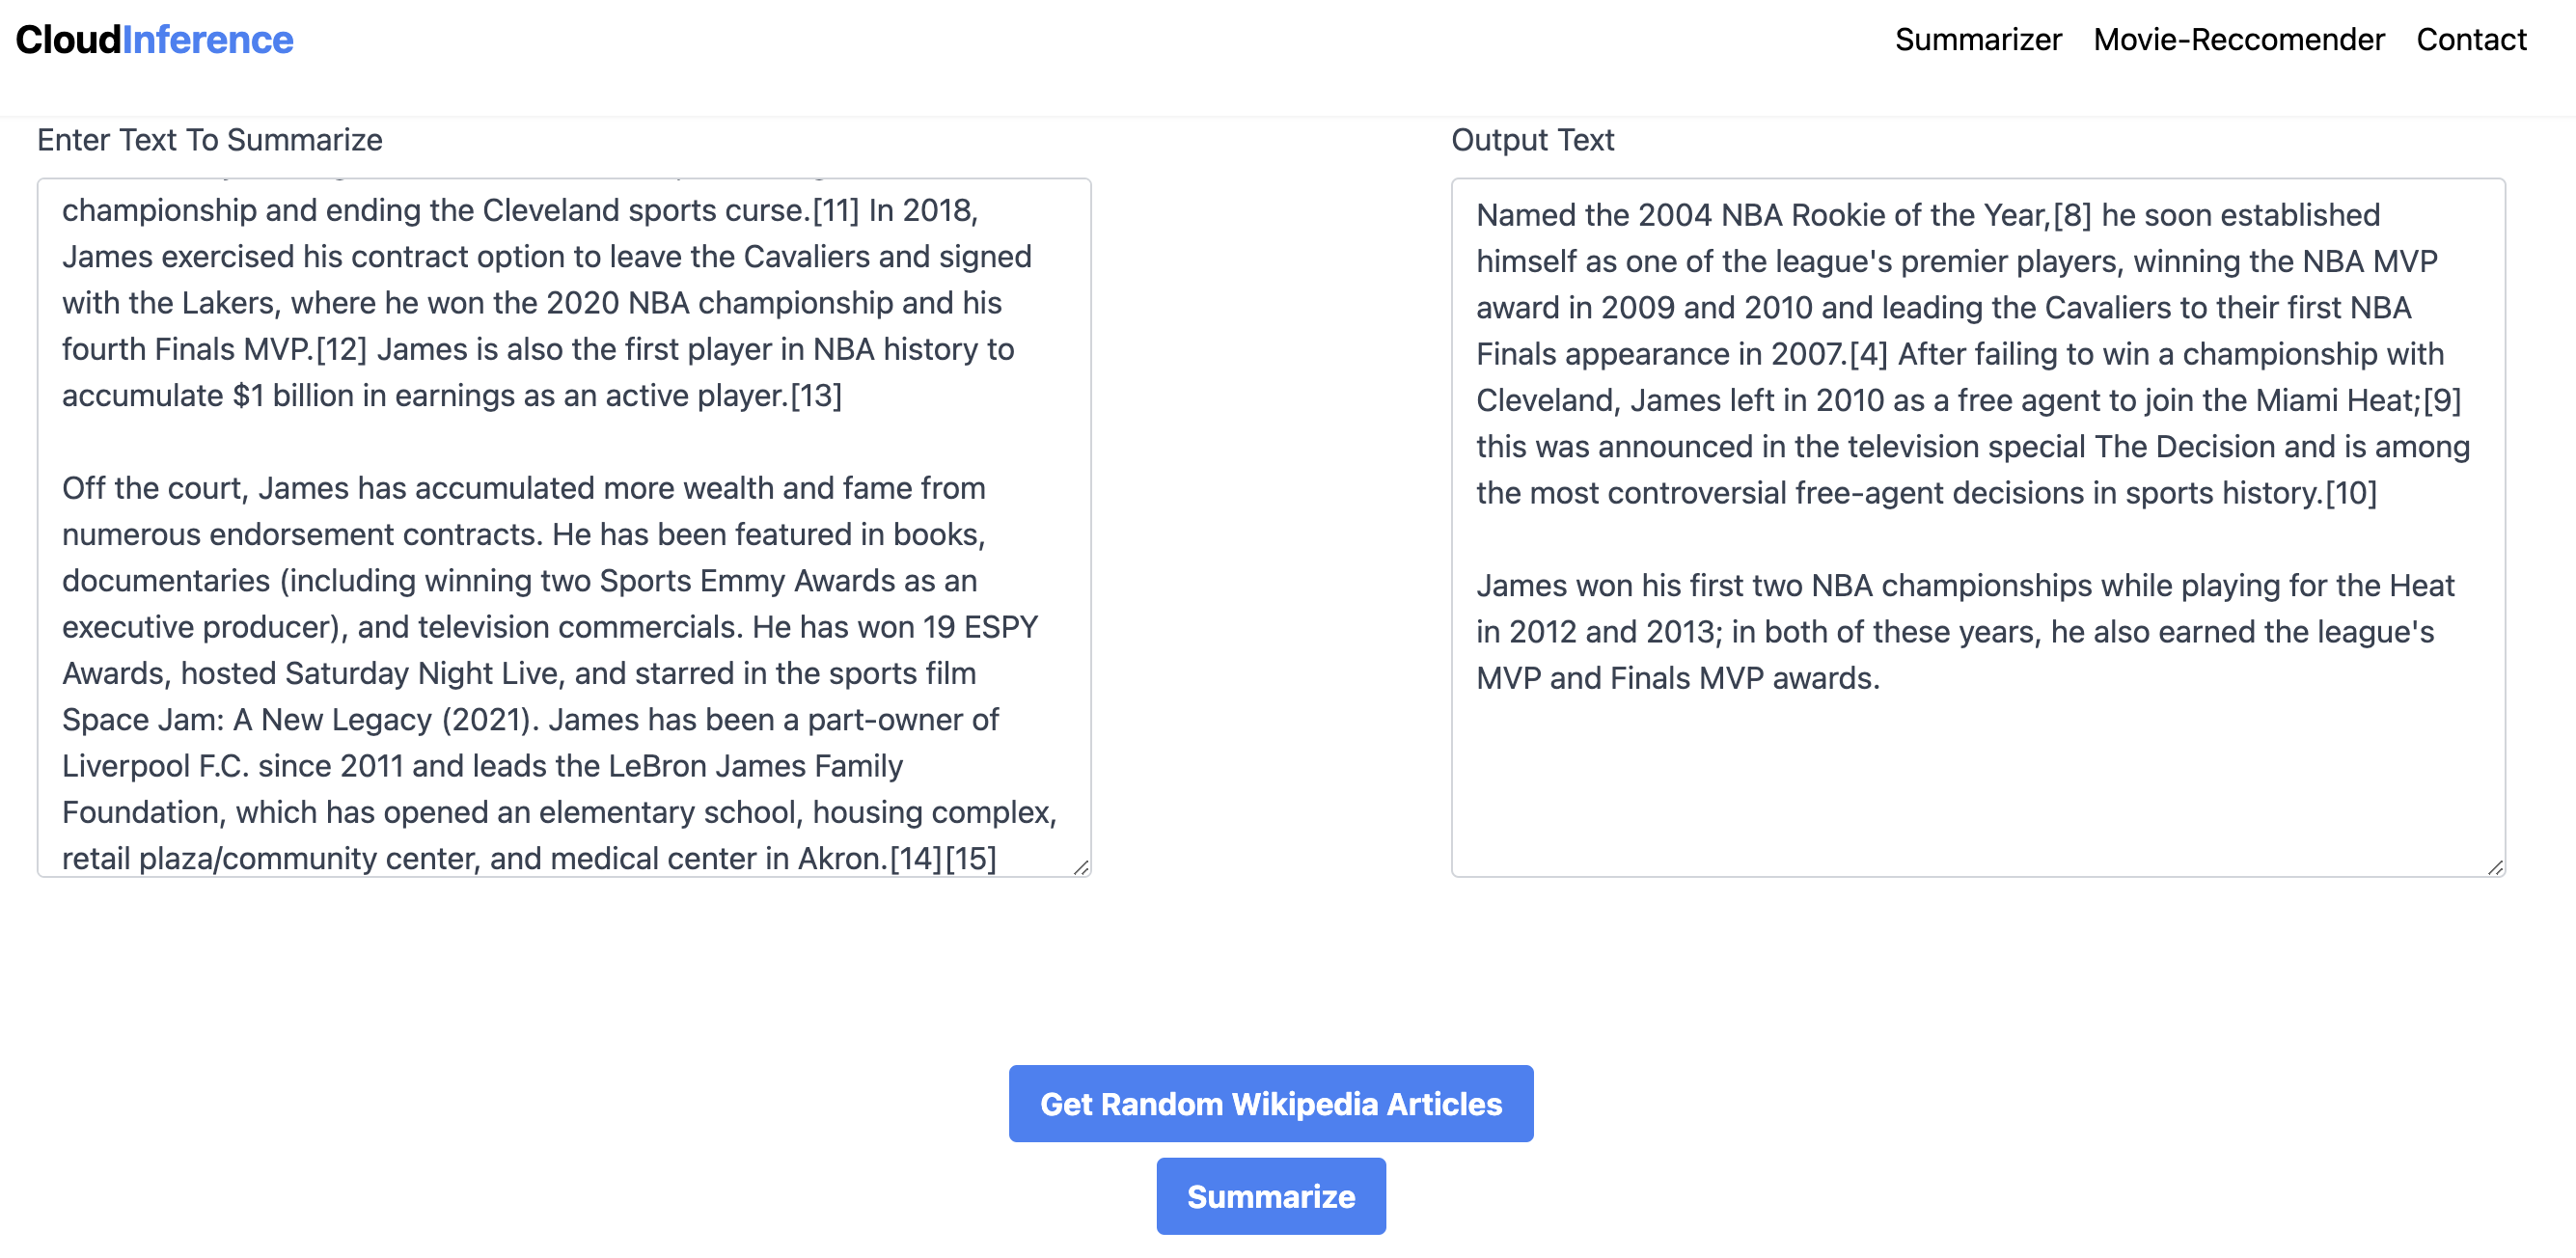 CloudInference
Summarizer Movie-Reccomender Contact
Enter Text To Summarize
championship and ending the Cleveland sports curse.[11] In 2018,
James exercised his contract option to leave the Cavaliers and signed
with the Lakers, where he won the 2020 NBA championship and his
fourth Finals MVP.[12] James is also the first player in NBA history to
accumulate $1 billion in earnings as an active player.[13]
Off the court, James has accumulated more wealth and fame from
numerous endorsement contracts. He has been featured in books,
documentaries (including winning two Sports Emmy Awards as an
executive producer), and television commercials. He has won 19 ESPY
Awards, hosted Saturday Night Live, and starred in the sports film
Space Jam: A New Legacy (2021). James has been a part-owner of
Liverpool F.C. since 2011 and leads the LeBron James Family
Foundation, which has opened an elementary school, housing complex,
retail plaza/community center, and medical center in Akron.[14][15]
Output Text
Named the 2004 NBA Rookie of the Year,[8] he soon established
himself as one of the league's premier players, winning the NBA MVP
award in 2009 and 2010 and leading the Cavaliers to their first NBA
Finals appearance in 2007.[4] After failing to win a championship with
Cleveland, James left in 2010 as a free agent to join the Miami Heat;[9]
this was announced in the television special The Decision and is among
the most controversial free-agent decisions in sports history.[10]
James won his first two NBA championships while playing for the Heat
in 2012 and 2013; in both of these years, he also earned the league's
MVP and Finals MVP awards.
Get Random Wikipedia Articles
Summarize